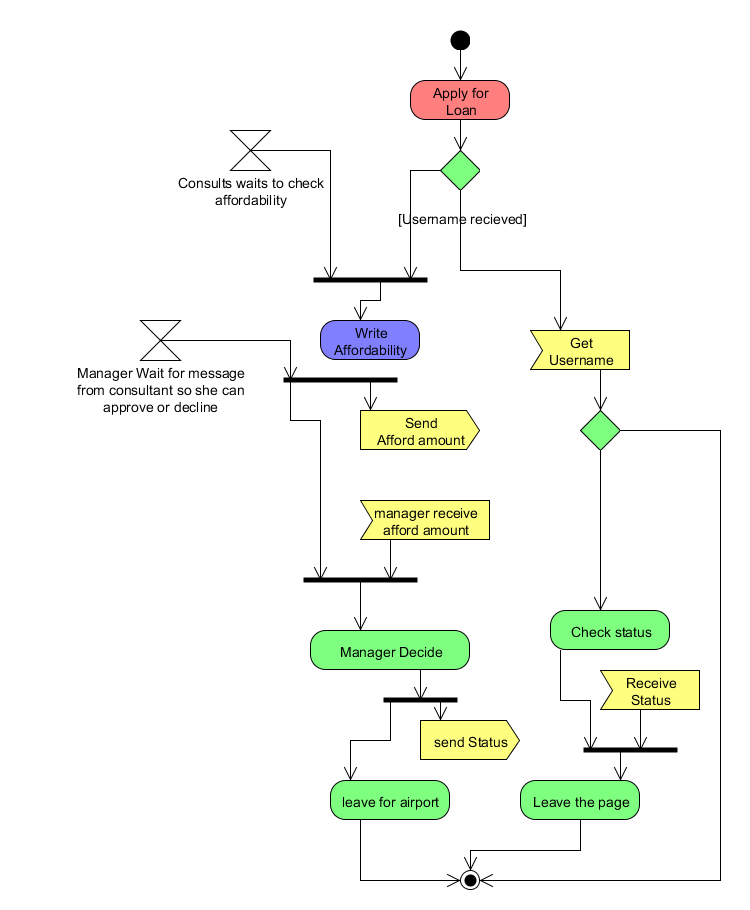 Apply for
Loan
Consults waits to check
affordability
[Username recieved]
Write
Affordability
Get
Username
Manager Wait for message
from consultant so she can
approve or decline
Send
Afford amount
manager receive
afford amount
Check status
Manager Decide
Receive
Status
send Status
leave for airport
Leave the page